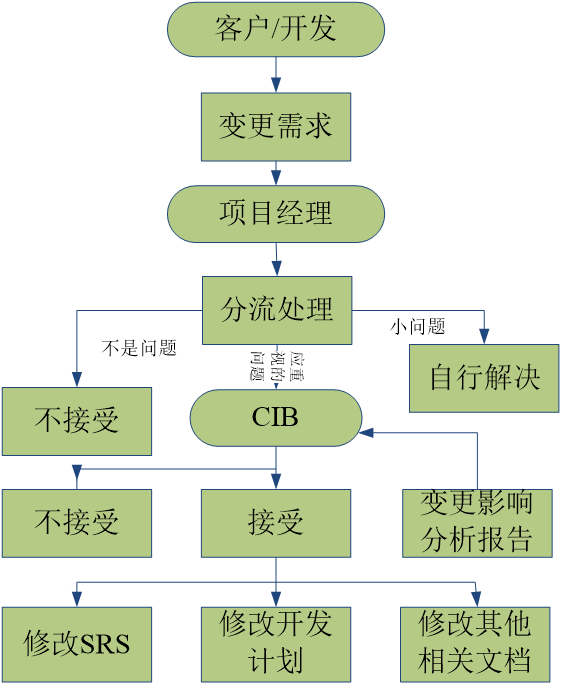 客户/开发
变更需求
项目经理
分流处理
不是问题
应重
视的
问题
小问题
自行解决
不接受
CIB
不接受
接受
变更影响
分析报告
修改SRS
修改开发
计划
修改其他
相关文档